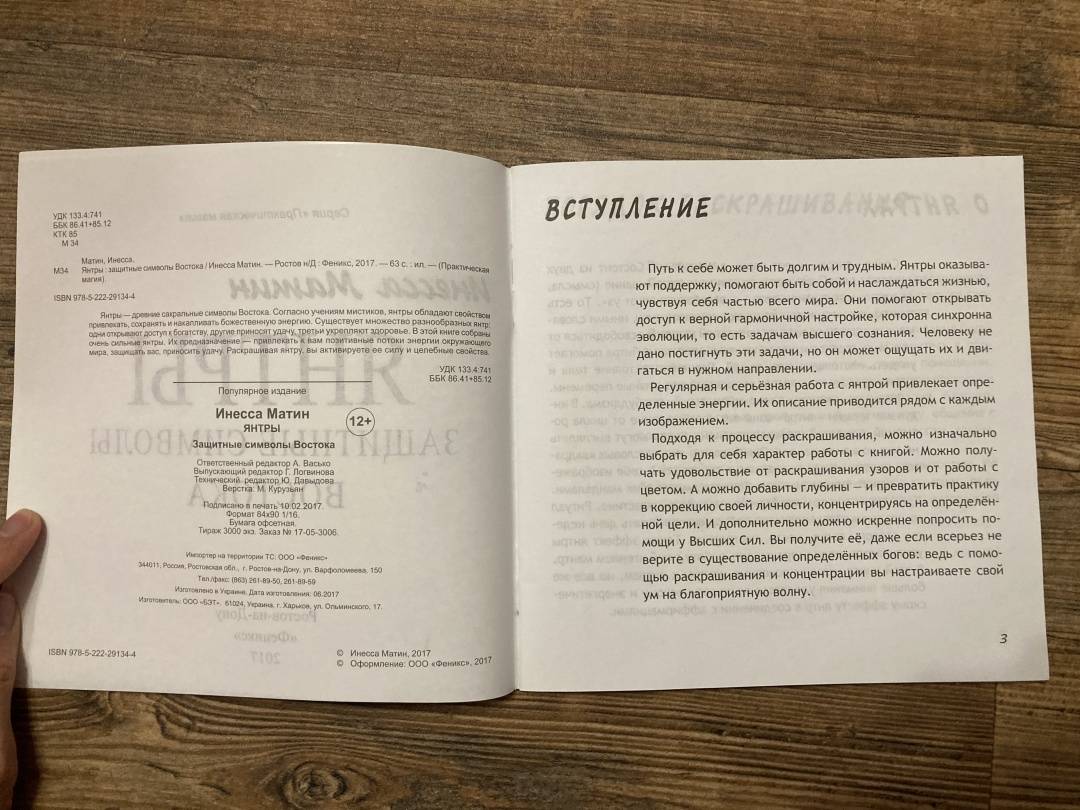 УДК 133.4:741
ББК 86.41+85.12
КТК 85
М 34
Матин, Инесса.
М34 Янтры : защитные символы Востока / Инесса Матин. — Ростов н/Д : Феникс, 2017. — 63 с. : ил. — (Практическая
магия).
ISBN 978-5-222-29134-4
Янтры — древние сакральные символы Востока. Согласно учениям мистиков, янтры обладают свойством
привлекать, сохранять и накапливать божественную энергию. Существует множество разнообразных янтр:
одни открывают доступ к богатству, другие приносят удачу, третьи укрепляют здоровье. В этой книге собраны
очень сильные янтры. Их предназначение — привлекать к вам позитивные потоки энергии окружающего
мира, защищать вас, приносить удачу. Раскрашивая янтру, вы активируете ее силу и целебные свойства.
УДК 133.4:741
ББК 86.41+85.12
Популярное издание
Инесса Матин
ЯНТРЫ
Защитные символы Востока
12+
Ответственный редактор А. Васько
Выпускающий редактор Г. Логвинова
Технический редактор Ю. Давыдова
Верстка: М. Курузьян
Подписано в печать 10.02.2017.
Формат 84х90 1/16.
Бумага офсетная.
Тираж 3000 экз. Заказ № 17-05-3006.
Импортер на территории ТС: ООО «Феникс»
344011, Россия, Ростовская обл., г. Ростов-на-Дону, ул. Варфоломеева, 150
Тел./факс: (863) 261-89-50, 261-89-59
Изготовлено в Украине. Дата изготовления: 06.2017
Изготовитель: ООО «БЭТ». 61024, Украина, г. Харьков, ул. Ольминского, 17.
ISBN 978-5-222-29134-4
© Инесса Матин, 2017
© Оформление: ООО «Феникс», 2017
ВСТУПЛЕНИЕ
Путь к себе может быть долгим и трудным. Янтры оказыва-
ют поддержку, помогают быть собой и наслаждаться жизнью,
чувствуя себя частью всего мира. Они помогают открывать
доступ к верной гармоничной настройке, которая синхронна
эволюции, то есть задачам высшего сознания. Человеку не
дано постигнуть эти задачи, но он может ощущать их и дви-
гаться в нужном направлении.
Регулярная и серьёзная работа с янтрой привлекает опре-
деленные энергии. Их описание приводится рядом с каждым
изображением.
Подходя к процессу раскрашивания, можно изначально
выбрать для себя характер работы с книгой. Можно полу-
чать удовольствие от раскрашивания узоров и от работы с
цветом. А можно добавить глубины – и превратить практику
в коррекцию своей личности, концентрируясь на определён-
ной цели. И дополнительно можно искренне попросить по-
мощи у Высших Сил. Вы получите её, даже если всерьез не
верите в существование определённых богов: ведь с помо-
щью раскрашивания и концентрации вы настраиваете свой
ум на благоприятную волну.
3